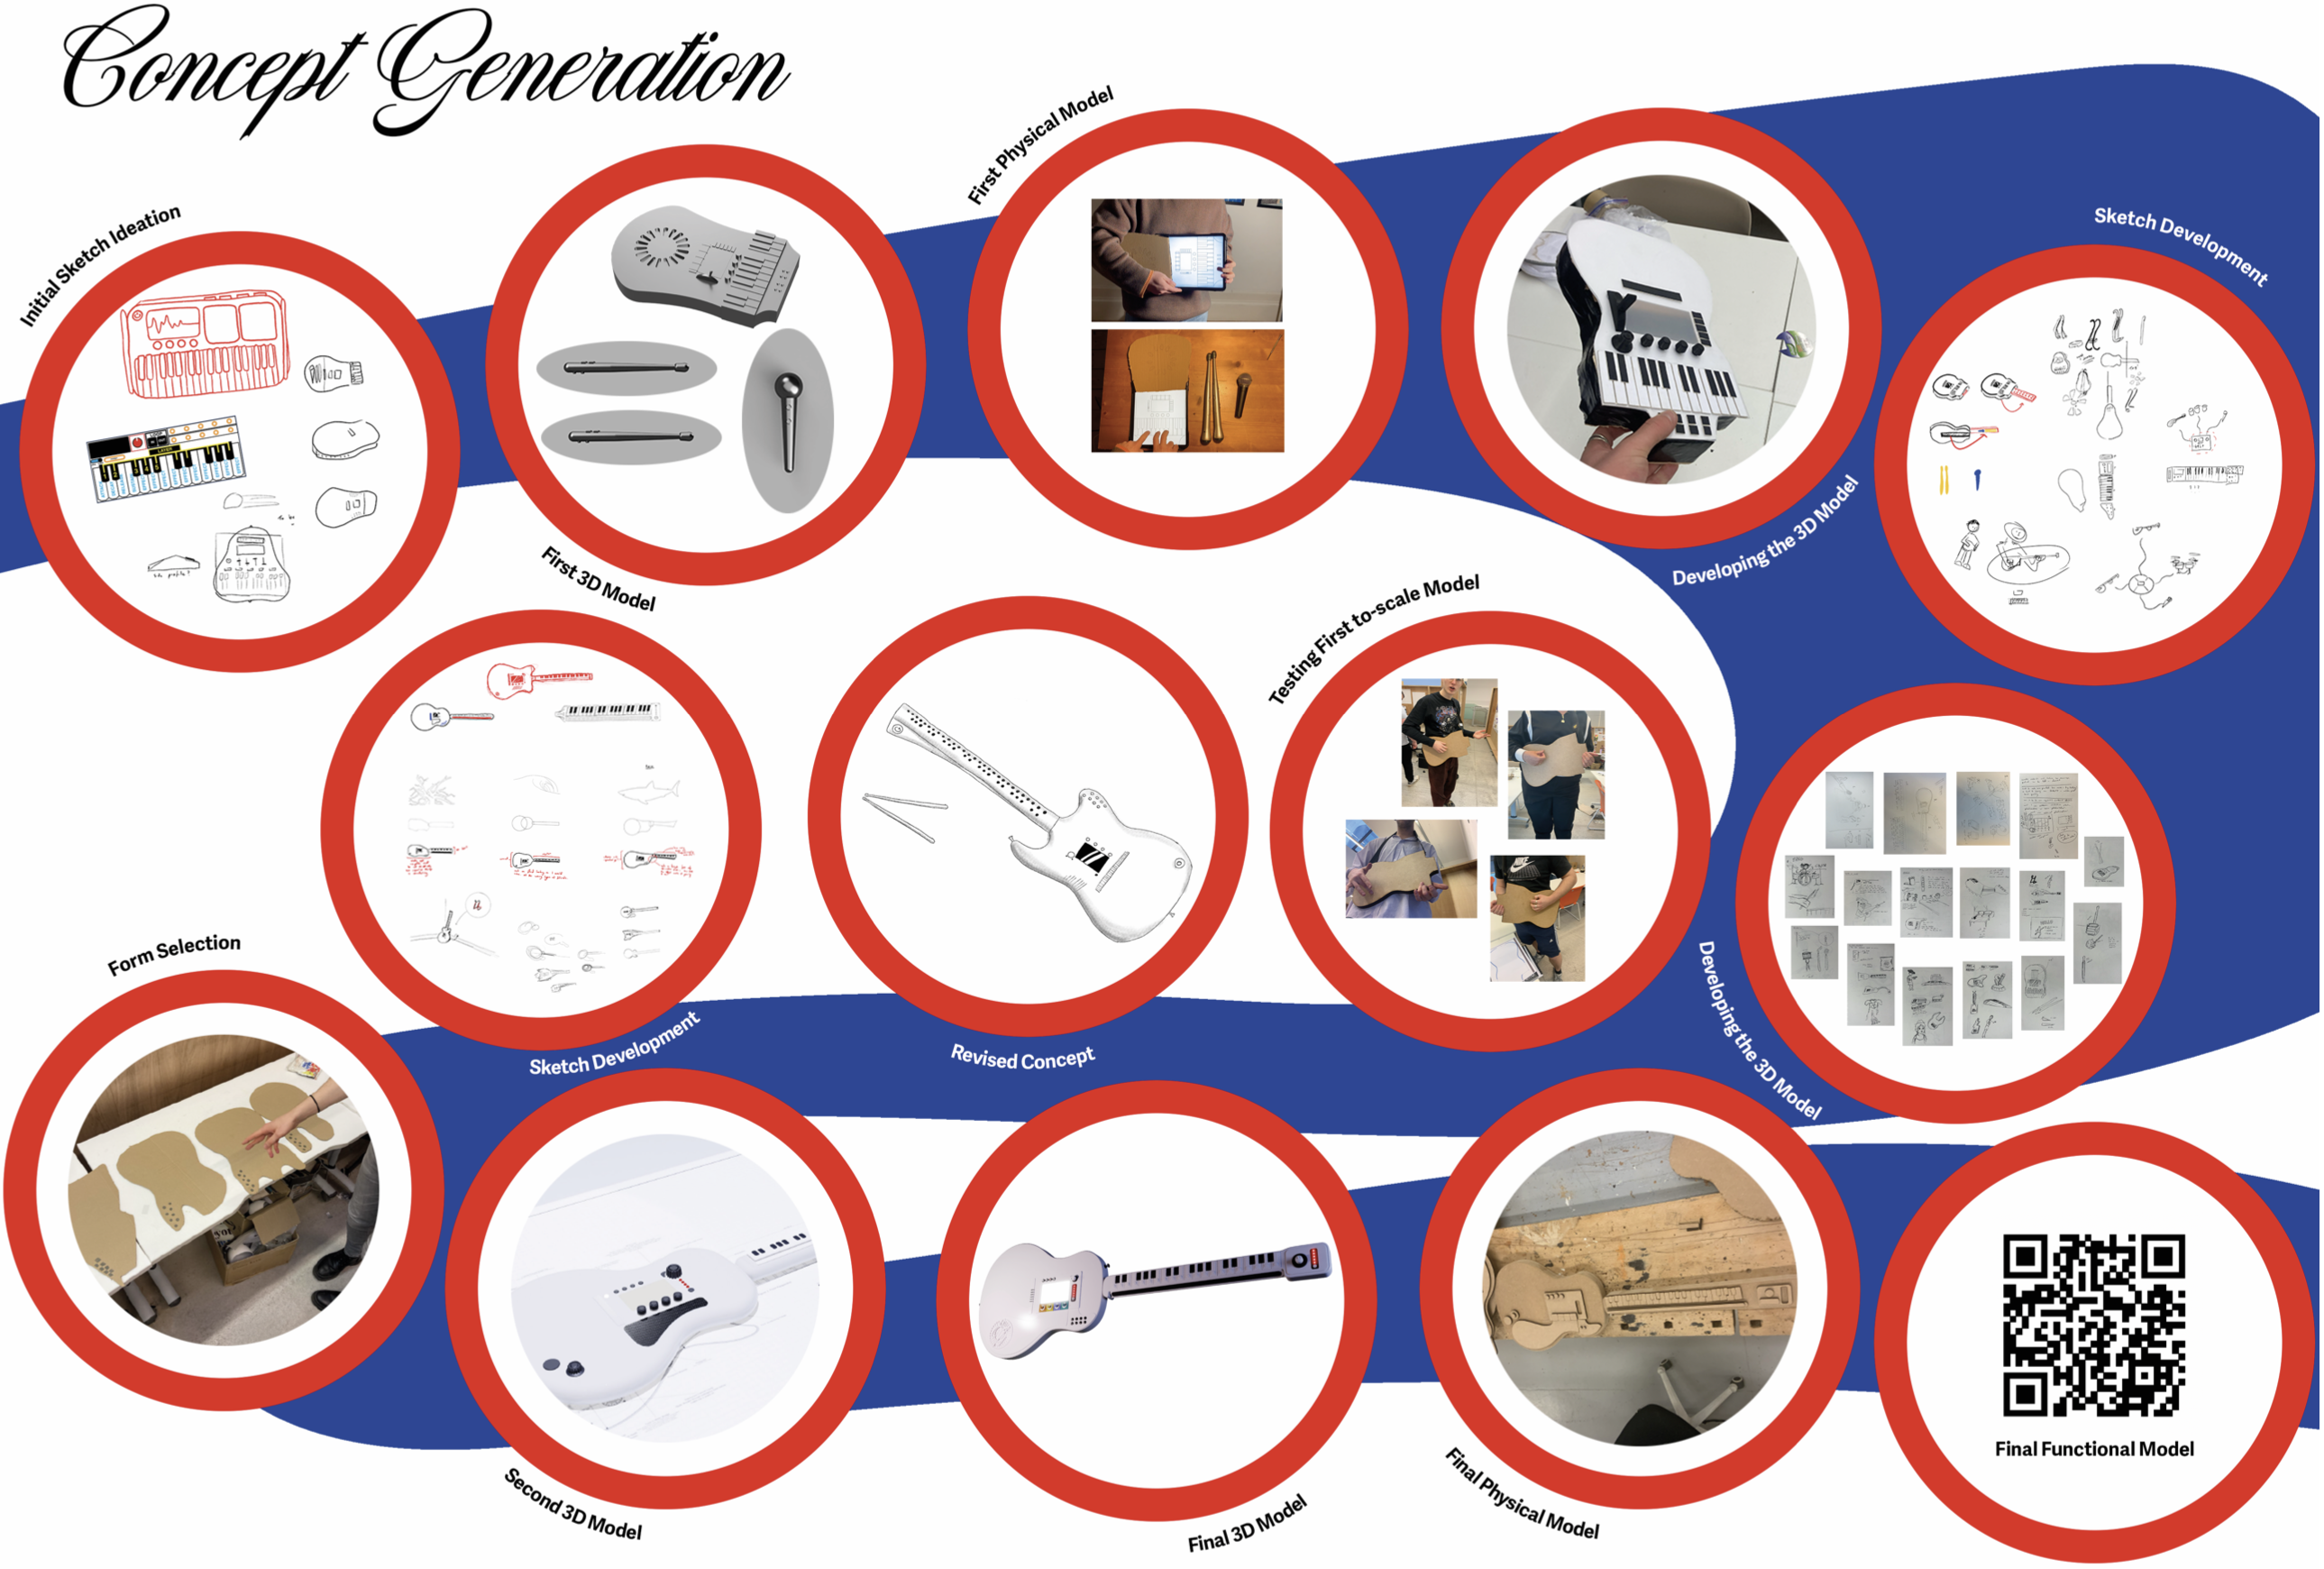 Concept Generation
Initial Sketch Ideation
First 3D Model
First Physical Model
Developing the 3D Model
Sketch Development
Developing the 3D Model
Testing First to-scale Model
Revised Concept
Sketch Development
Form Selection
Second 3D Model
Final 3D Model
Final Physical Model
Final Functional Model